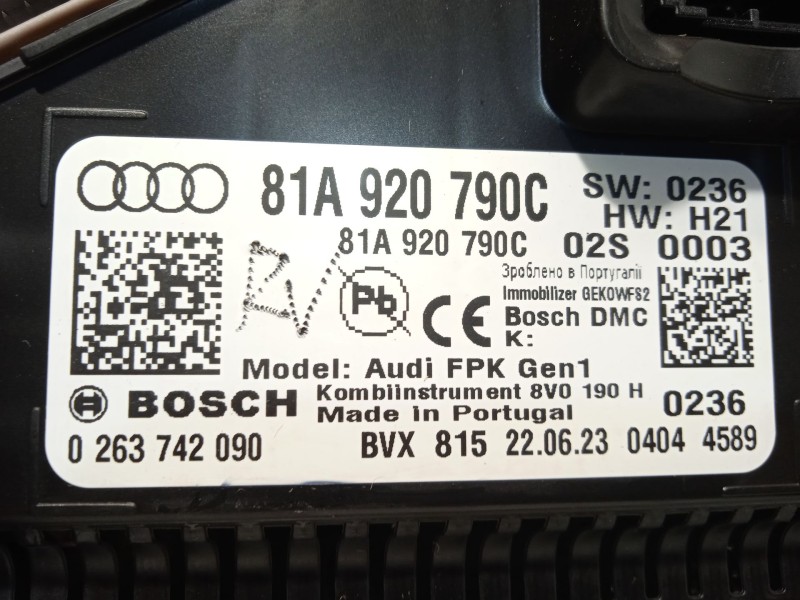 81A 920 790C SW: 0236
HW: H21
81A 920 790C 02S 0003
RV
Pb
Зроблено в Португалії
Immobilizer GEKOWFS2
CE Bosch DMC
K:
Model: Audi FPK Gen1
BOSCH Kombiinstrument 8V0 190 H
Made in Portugal 0236
0 263 742 090 BVX 815 22.06.23 0404 4589